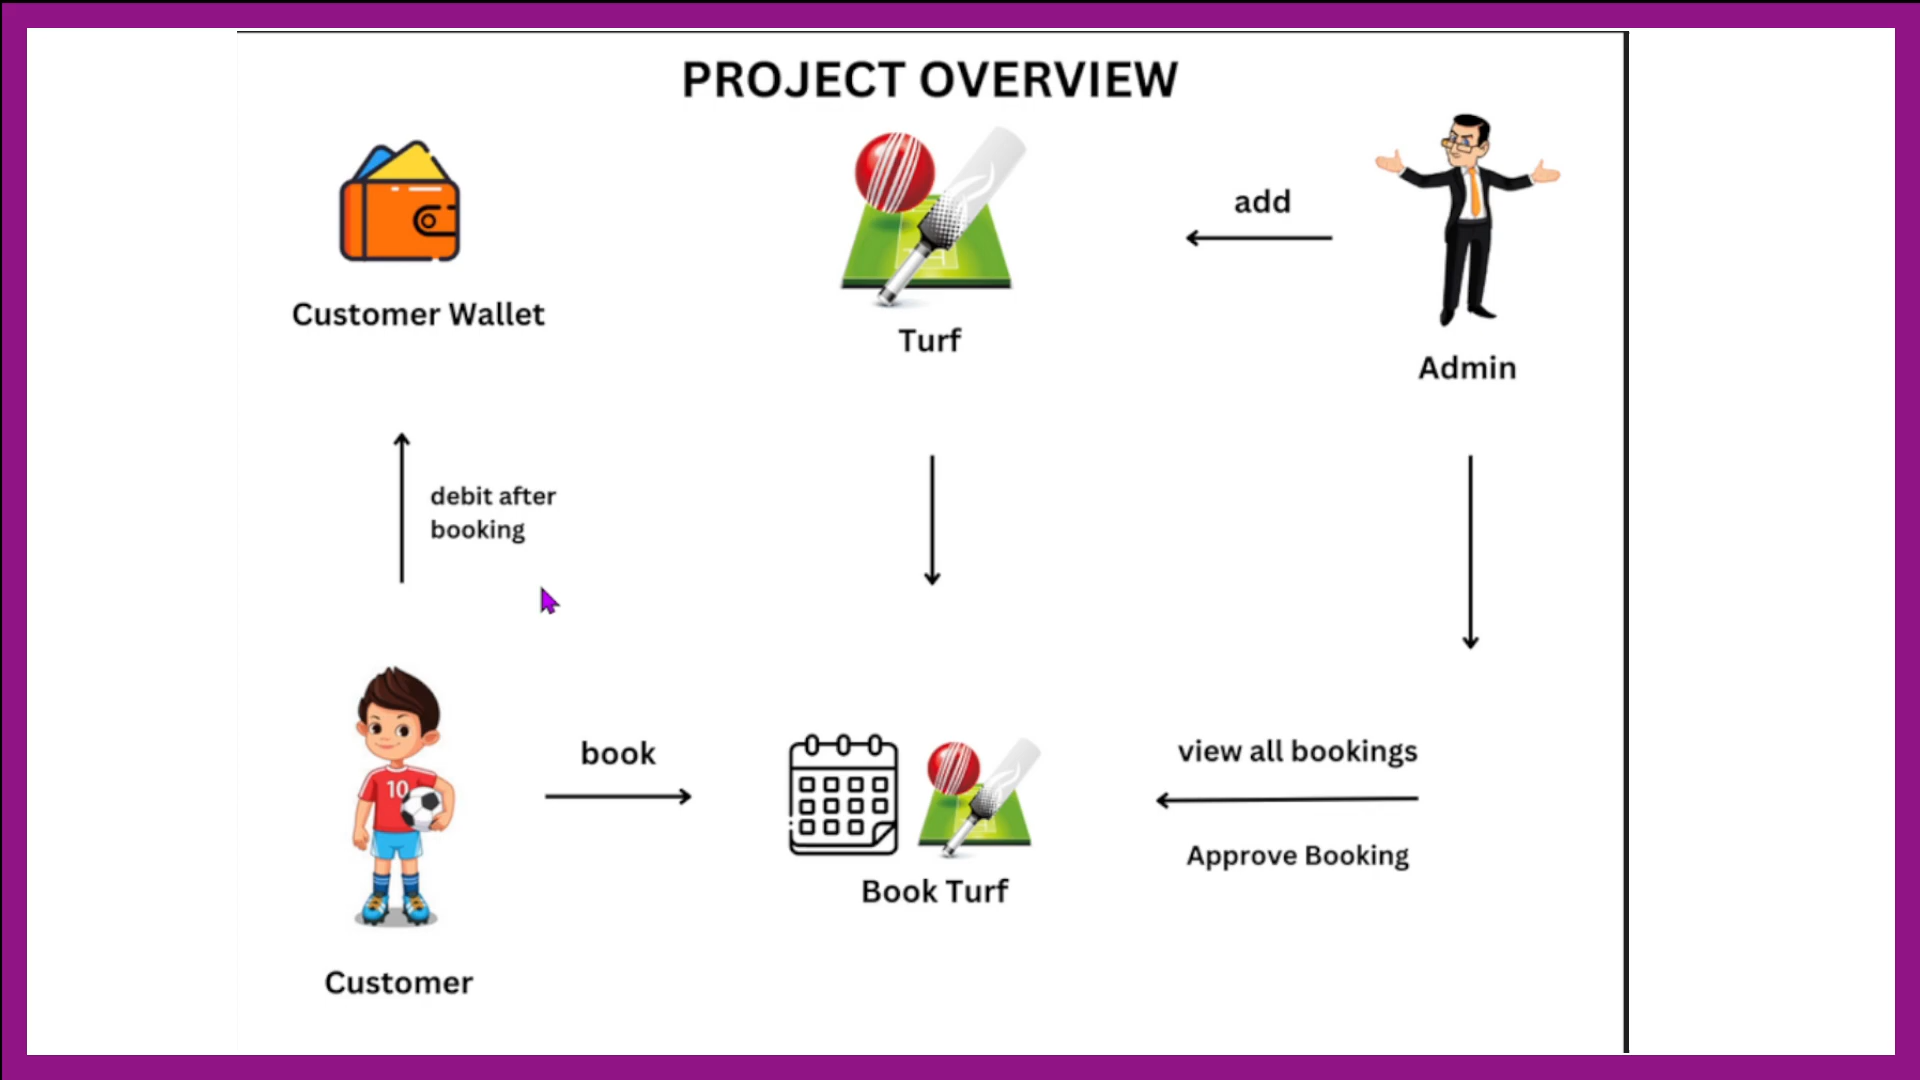 PROJECT OVERVIEW
add
Customer Wallet
Turf
Admin
debit after
booking
book
view all bookings
10
Approve Booking
Book Turf
Customer